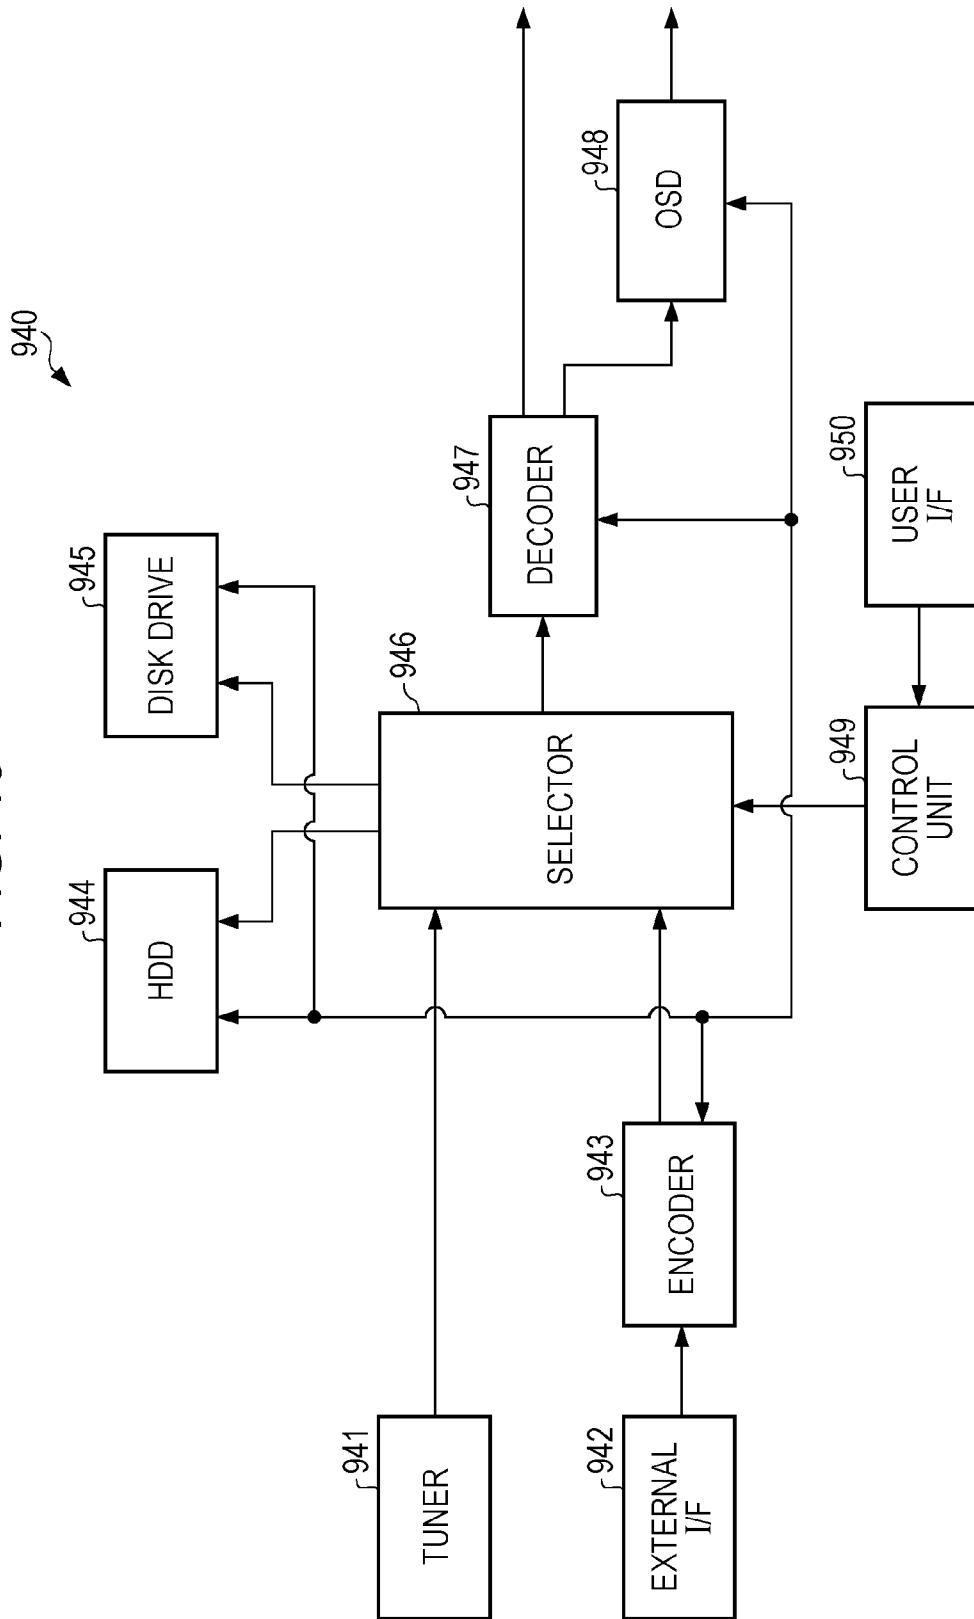 940
944
HDD
945
DISK DRIVE
941
TUNER
946
SELECTOR
947
DECODER
948
OSD
942
EXTERNAL
I/F
943
ENCODER
949
CONTROL
UNIT
950
USER
I/F